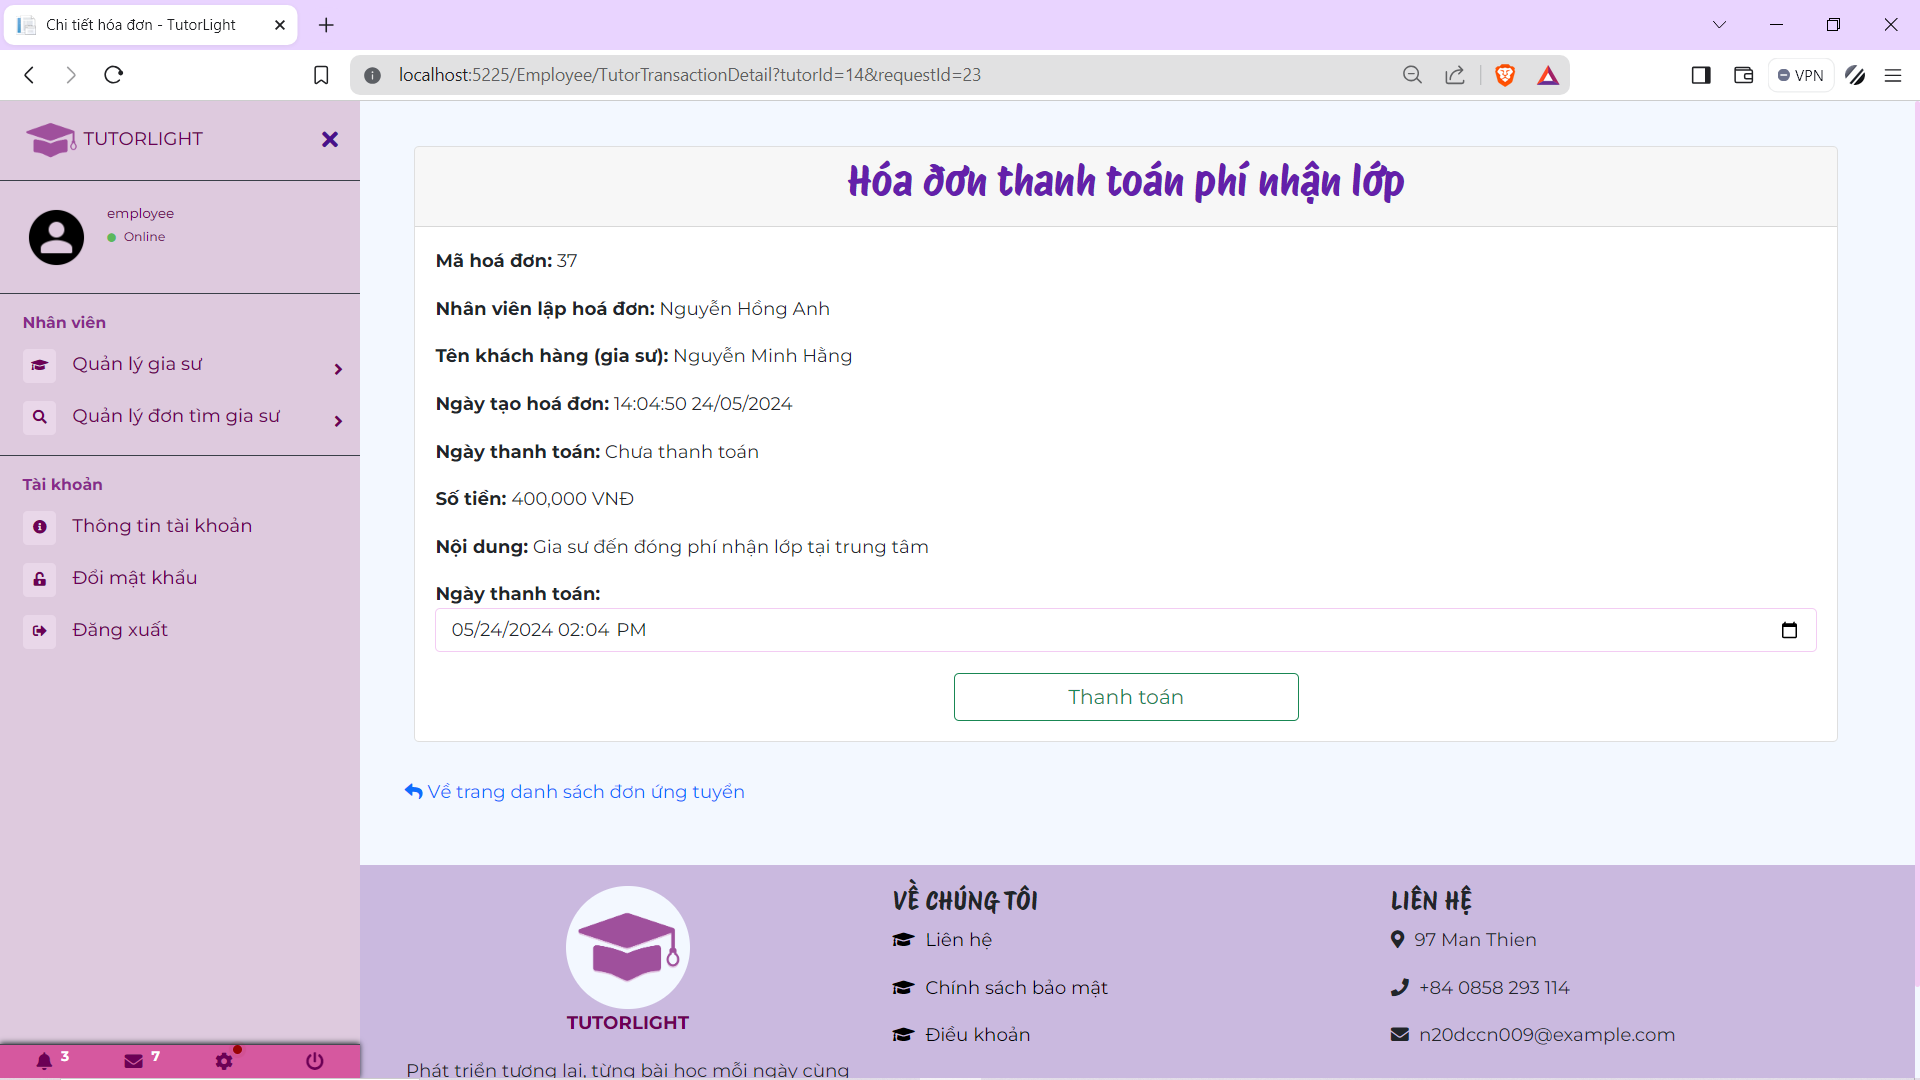 Chi tiết hóa đơn - TutorLight
localhost:5225/Employee/TutorTransactionDetail?tutorId=14&requestId=23
VPN
TUTORLIGHT
employee
Online
Nhân viên
Quản lý gia sư
Quản lý đơn tìm gia sư
Tài khoản
Thông tin tài khoản
Đổi mật khẩu
Đăng xuất
3
7
Hóa đơn thanh toán phí nhận lớp
Mã hoá đơn: 37
Nhân viên lập hoá đơn: Nguyễn Hồng Anh
Tên khách hàng (gia sư): Nguyễn Minh Hằng
Ngày tạo hoá đơn: 14:04:50 24/05/2024
Ngày thanh toán: Chưa thanh toán
Số tiền: 400,000 VNĐ
Nội dung: Gia sư đến đóng phí nhận lớp tại trung tâm
Ngày thanh toán:
05/24/2024 02:04 PM
Thanh toán
Về trang danh sách đơn ứng tuyển
TUTORLIGHT
Phát triển tương lai, từng bài học mỗi ngày cùng
VỀ CHÚNG TÔI
Liên hệ
Chính sách bảo mật
Điều khoản
LIÊN HỆ
97 Man Thien
+84 0858 293 114
n20dccn009@example.com